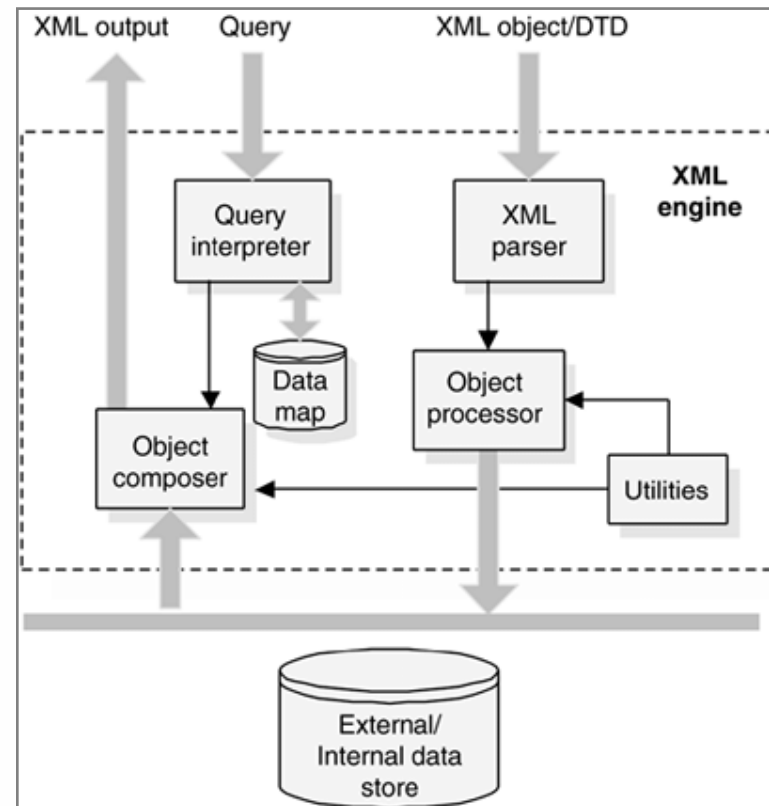 XML output
Query
XML object/DTD
XML
engine
Query
interpreter
XML
parser
Data
map
Object
processor
Object
composer
Utilities
External/
Internal data
store